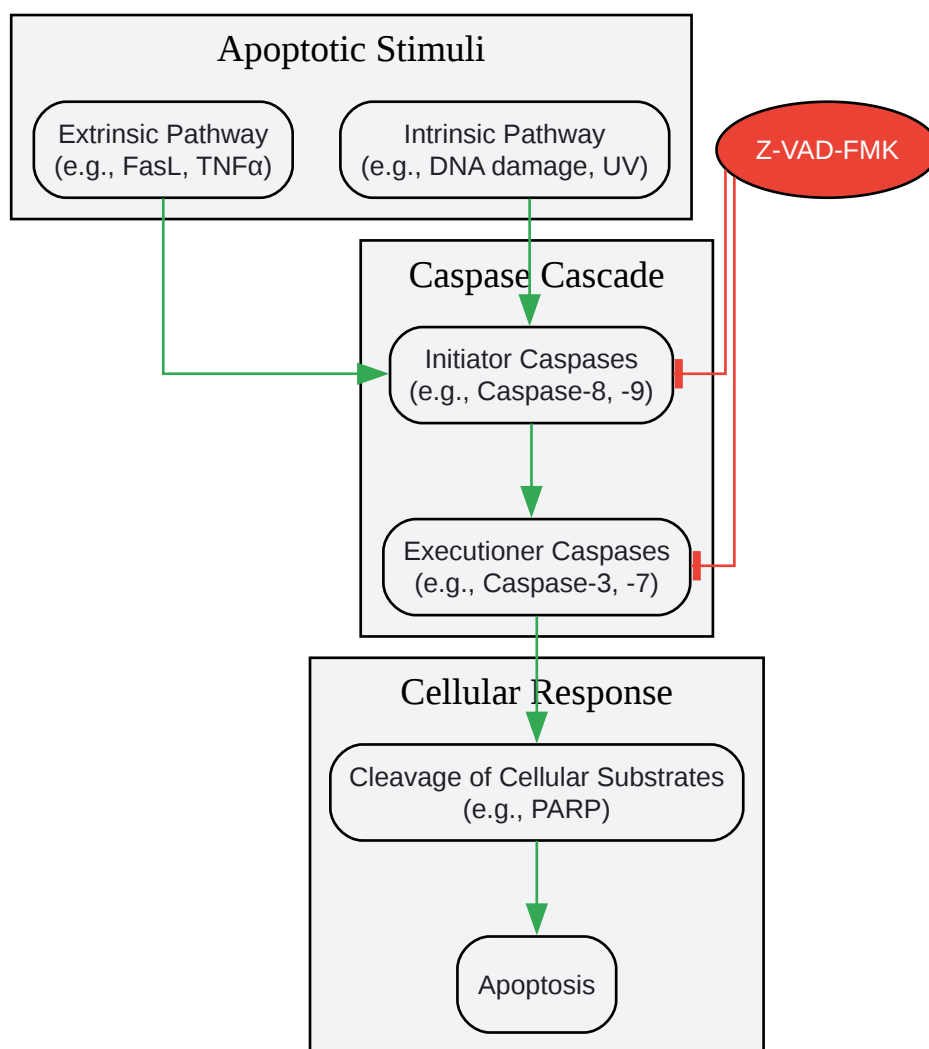 Apoptotic Stimuli
Extrinsic Pathway
(e.g., FasL, TNFα)
Intrinsic Pathway
(e.g., DNA damage, UV)
Z-VAD-FMK
Caspase Cascade
Initiator Caspases
(e.g., Caspase-8, -9)
Executioner Caspases
(e.g., Caspase-3, -7)
Cellular Response
Cleavage of Cellular Substrates
(e.g., PARP)
Apoptosis